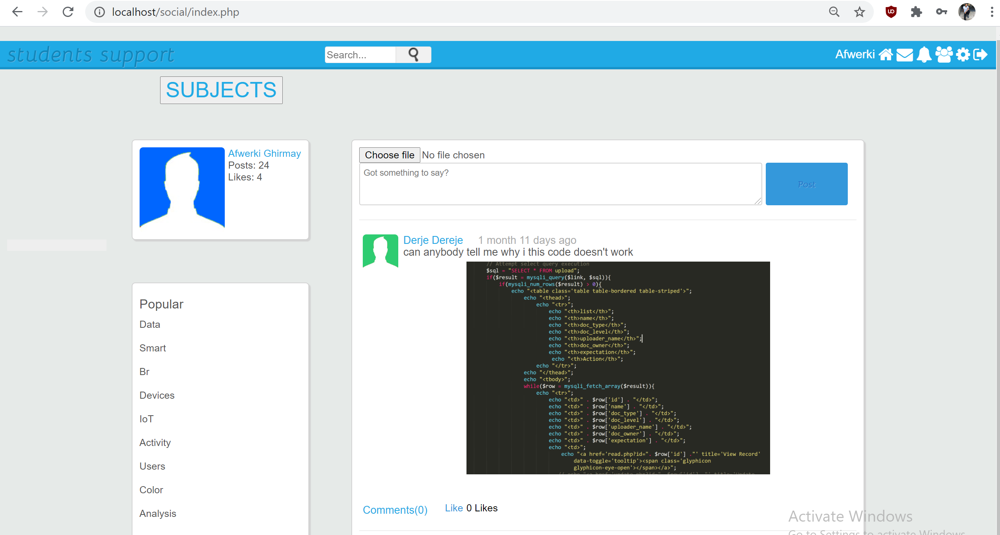 localhost/social/index.php
students support
Search...
Afwerki
SUBJECTS
Afwerki Ghirmay
Posts: 24
Likes: 4
Popular
Data
Smart
Br
Devices
IoT
Activity
Users
Color
Analysis
Choose file No file chosen
Got something to say?
Post
Derje Dereje 1 month 11 days ago
can anybody tell me why i this code doesn't work
// Attempt select query execution
$sql = "SELECT * FROM upload";
if($result = mysqli_query($link, $sql)){
if(mysqli_num_rows($result) > 0){
echo "<table class='table table-bordered table-striped'>";
echo "<thead>";
echo "<tr>";
echo "<th>list</th>";
echo "<th>name</th>";
echo "<th>doc_type</th>";
echo "<th>doc_level</th>";
echo "<th>uploader_name</th>";
echo "<th>doc_owner</th>";
echo "<th>expectation</th>";
echo "<th>Action</th>";
echo "</tr>";
echo "</thead>";
echo "<tbody>";
while($row = mysqli_fetch_array($result)){
echo "<tr>";
echo "<td>" . $row['id'] . "</td>";
echo "<td>" . $row['name'] . "</td>";
echo "<td>" . $row['doc_type'] . "</td>";
echo "<td>" . $row['doc_level'] . "</td>";
echo "<td>" . $row['uploader_name'] . "</td>";
echo "<td>" . $row['doc_owner'] . "</td>";
echo "<td>" . $row['expectation'] . "</td>";
echo "<td>";
echo "<a href='read.php?id=". $row['id'] ."' title='View Record'
data-toggle='tooltip'><span class='glyphicon
glyphicon-eye-open'></span></a>";
// echo "<a href='update.php?id=". $row['id'] ."' title='Update
Comments(0) Like 0 Likes
Activate Windows
Go to Settings to activate Windows.